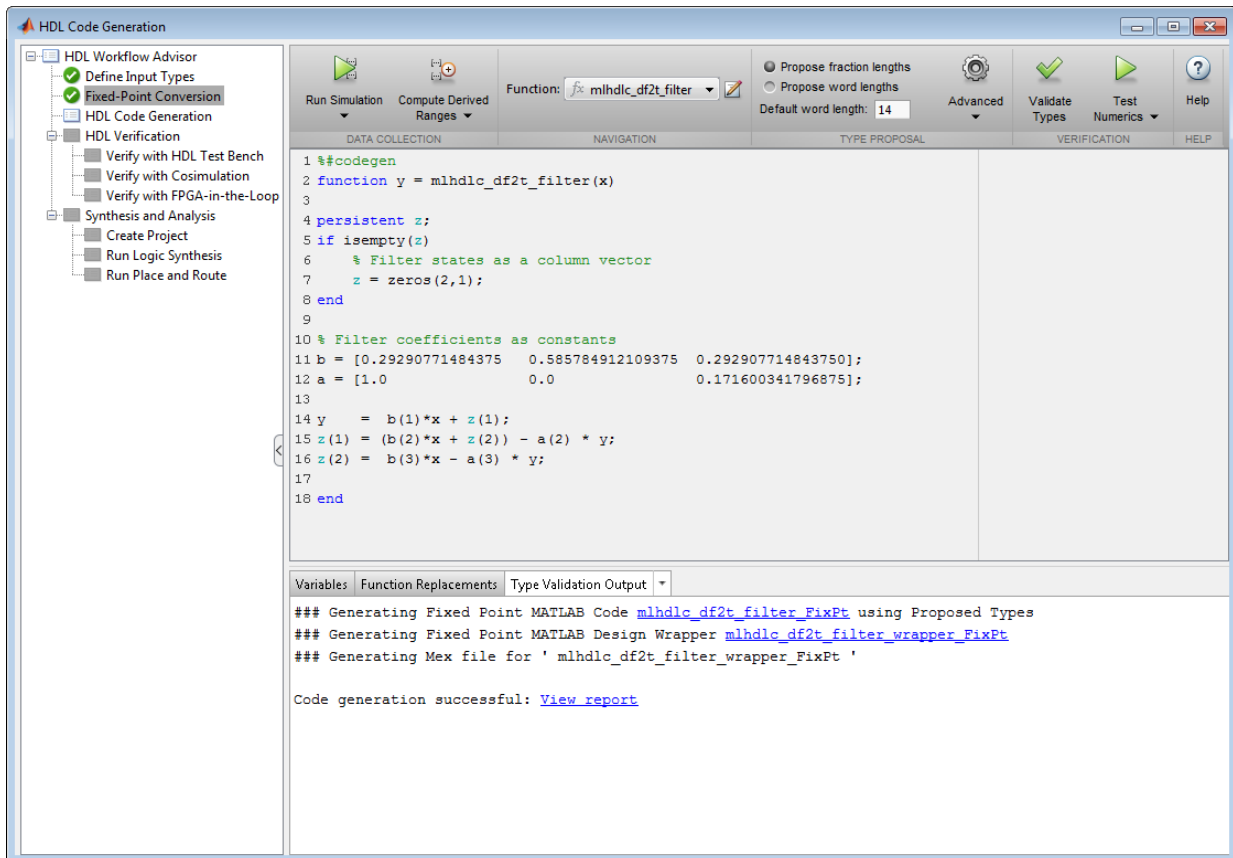 HDL Code Generation
HDL Workflow Advisor
Define Input Types
Fixed-Point Conversion
HDL Code Generation
HDL Verification
Verify with HDL Test Bench
Verify with Cosimulation
Verify with FPGA-in-the-Loop
Synthesis and Analysis
Create Project
Run Logic Synthesis
Run Place and Route
Run Simulation
Compute Derived
Ranges
DATA COLLECTION
Function: fx mlhdlc_df2t_filter
NAVIGATION
Propose fraction lengths
Propose word lengths
Default word length: 14
Advanced
TYPE PROPOSAL
Validate
Types
Test
Numerics
VERIFICATION
?
Help
HELP
1 %#codegen
2 function y = mlhdlc_df2t_filter(x)
3
4 persistent z;
5 if isempty(z)
6     % Filter states as a column vector
7     z = zeros(2,1);
8 end
9
10 % Filter coefficients as constants
11 b = [0.29290771484375   0.585784912109375  0.292907714843750];
12 a = [1.0                0.0                0.171600341796875];
13
14 y    =  b(1)*x + z(1);
15 z(1) = (b(2)*x + z(2)) - a(2) * y;
16 z(2) =  b(3)*x - a(3) * y;
17
18 end
Variables
Function Replacements
Type Validation Output
### Generating Fixed Point MATLAB Code mlhdlc_df2t_filter_FixPt using Proposed Types
### Generating Fixed Point MATLAB Design Wrapper mlhdlc_df2t_filter_wrapper_FixPt
### Generating Mex file for ' mlhdlc_df2t_filter_wrapper_FixPt '
Code generation successful: View report